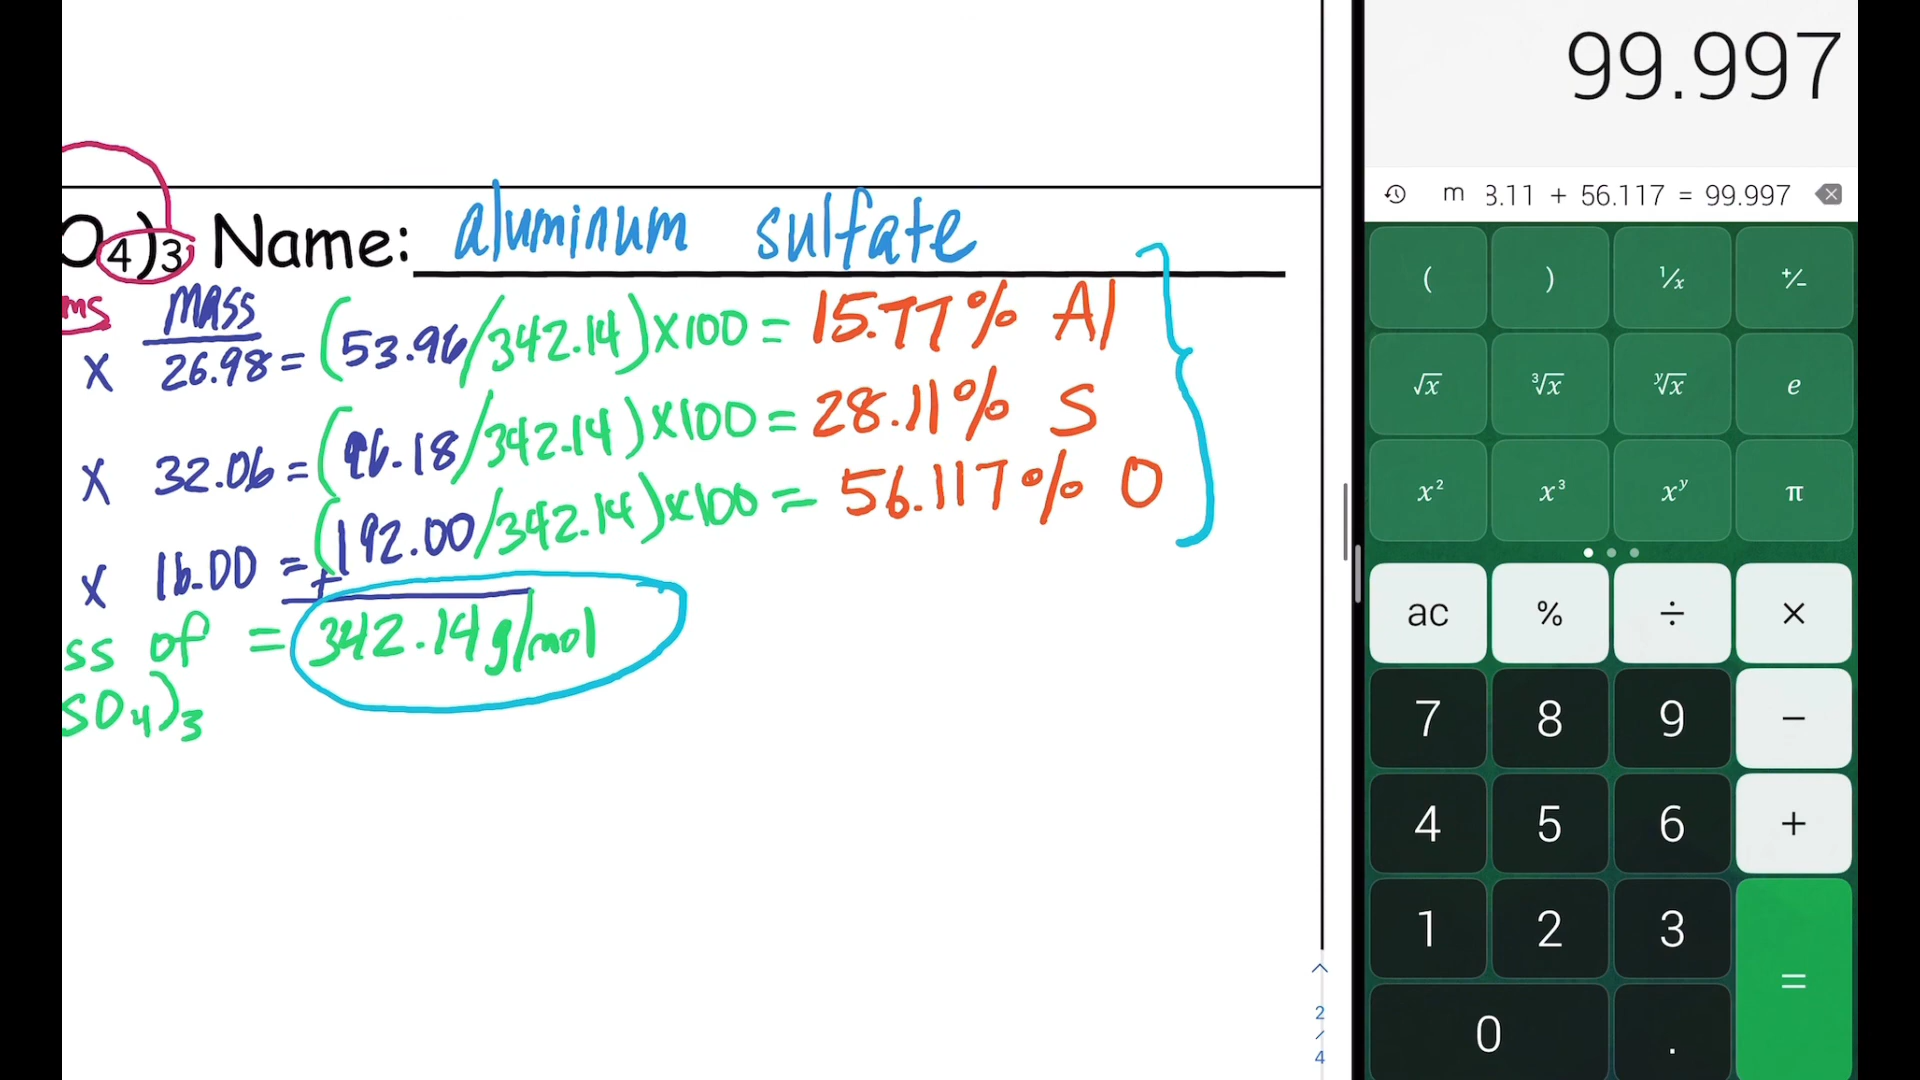 99.997
m 3.11 + 56.117 = 99.997
O4)3 Name: aluminum sulfate
ms MASS
x 26.98 = (53.96/342.14)x100 = 15.77% Al
x 32.06 = (96.18/342.14)x100 = 28.11% S
x 16.00 = (192.00/342.14)x100 = 56.117% O
+
ss of = 342.14 g/mol
SO4)3
( ) 1/x +/-
√x ³√x ʸ√x e
x² x³ xʸ π
ac % ÷ ×
7 8 9 −
4 5 6 +
1 2 3 =
0 .
2
/
4